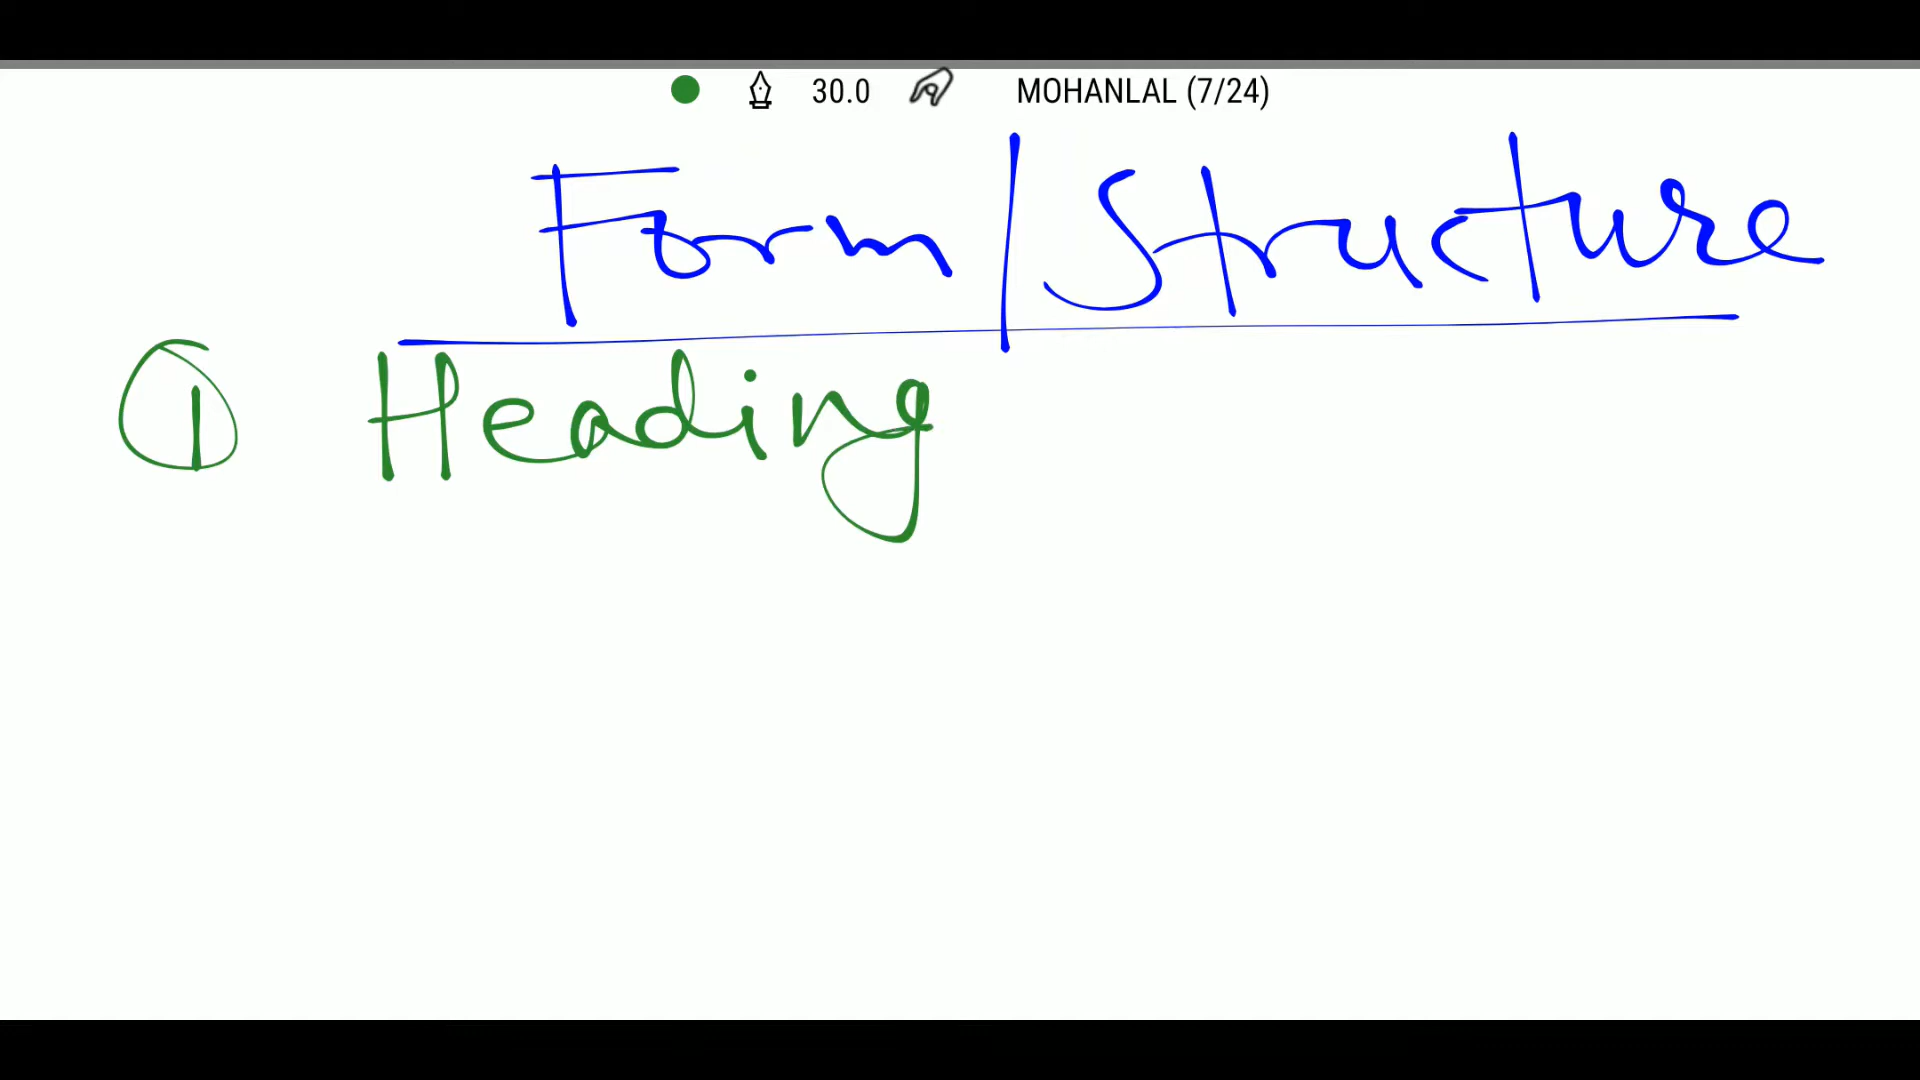 30.0 MOHANLAL (7/24)
Form/Structure
① Heading